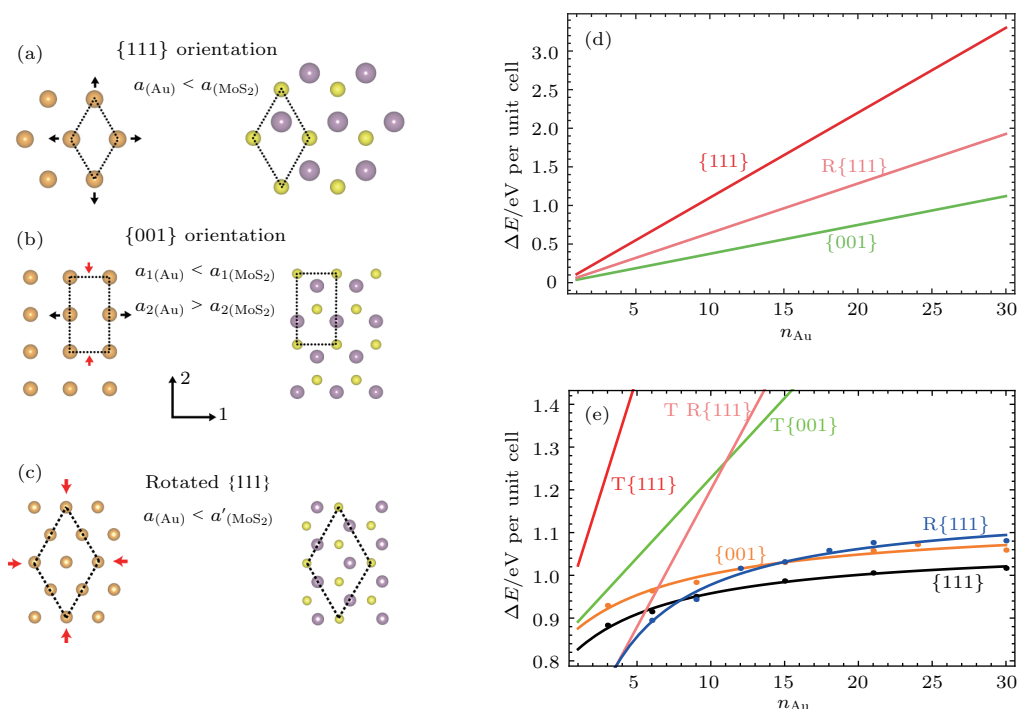 (a)
{111} orientation
a(Au) < a(MoS2)
(b)
{001} orientation
a1(Au) < a1(MoS2)
a2(Au) > a2(MoS2)
2
1
(c)
Rotated {111}
a(Au) < a′(MoS2)
(d)
ΔE/eV per unit cell
3.0
3.5
2.0
2.5
1.0
1.5
0.5
0
{111}
R{111}
{001}
5 10 15 20 25 30
nAu
(e)
ΔE/eV per unit cell
1.4
1.3
1.2
1.1
1.0
0.9
0.8
T R{111}
T{001}
T{111}
R{111}
{001}
{111}
5 10 15 20 25 30
nAu